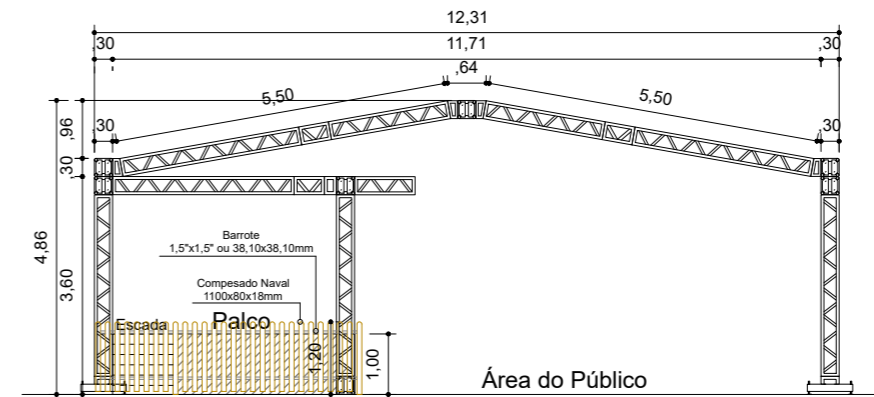 12,31
,30
11,71
,30
,64
5,50
5,50
,96
,30
,30
,30
4,86
3,60
Barrote
1,5"x1,5" ou 38,10x38,10mm
Compesado Naval
1100x80x18mm
Escada
Palco
1,20
1,00
Área do Público